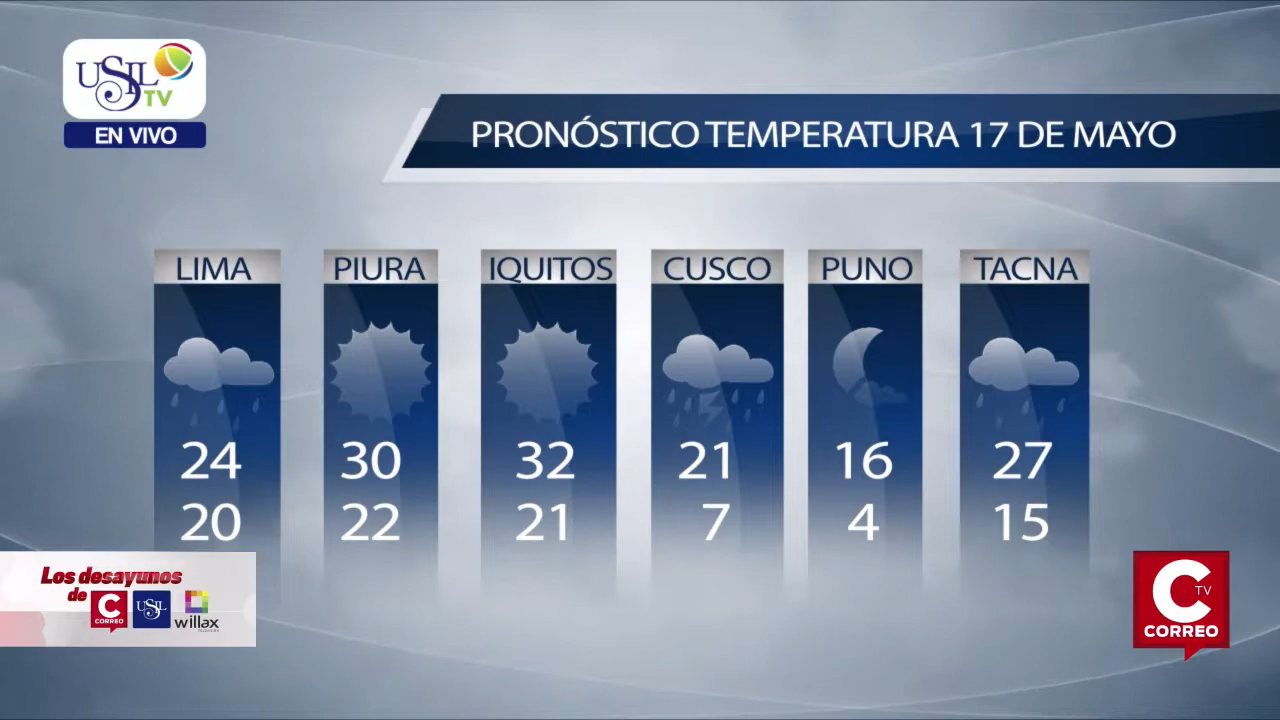 USIL
TV
EN VIVO
PRONÓSTICO TEMPERATURA 17 DE MAYO
LIMA
24
20
PIURA
30
22
IQUITOS
32
21
CUSCO
21
7
PUNO
16
4
TACNA
27
15
Los desayunos
de
C
CORREO
USIL
willax
TELEVISIÓN
C
TV
CORREO